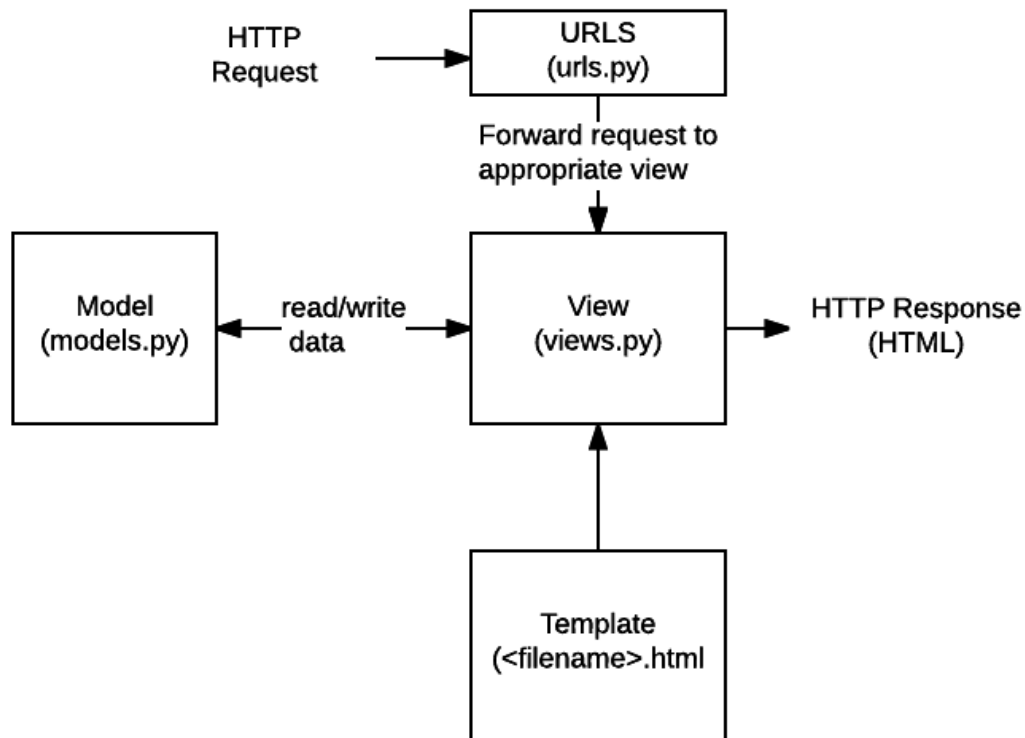 HTTP
Request
URLS
(urls.py)
Forward request to
appropriate view
Model
(models.py)
read/write
data
View
(views.py)
HTTP Response
(HTML)
Template
(<filename>.html